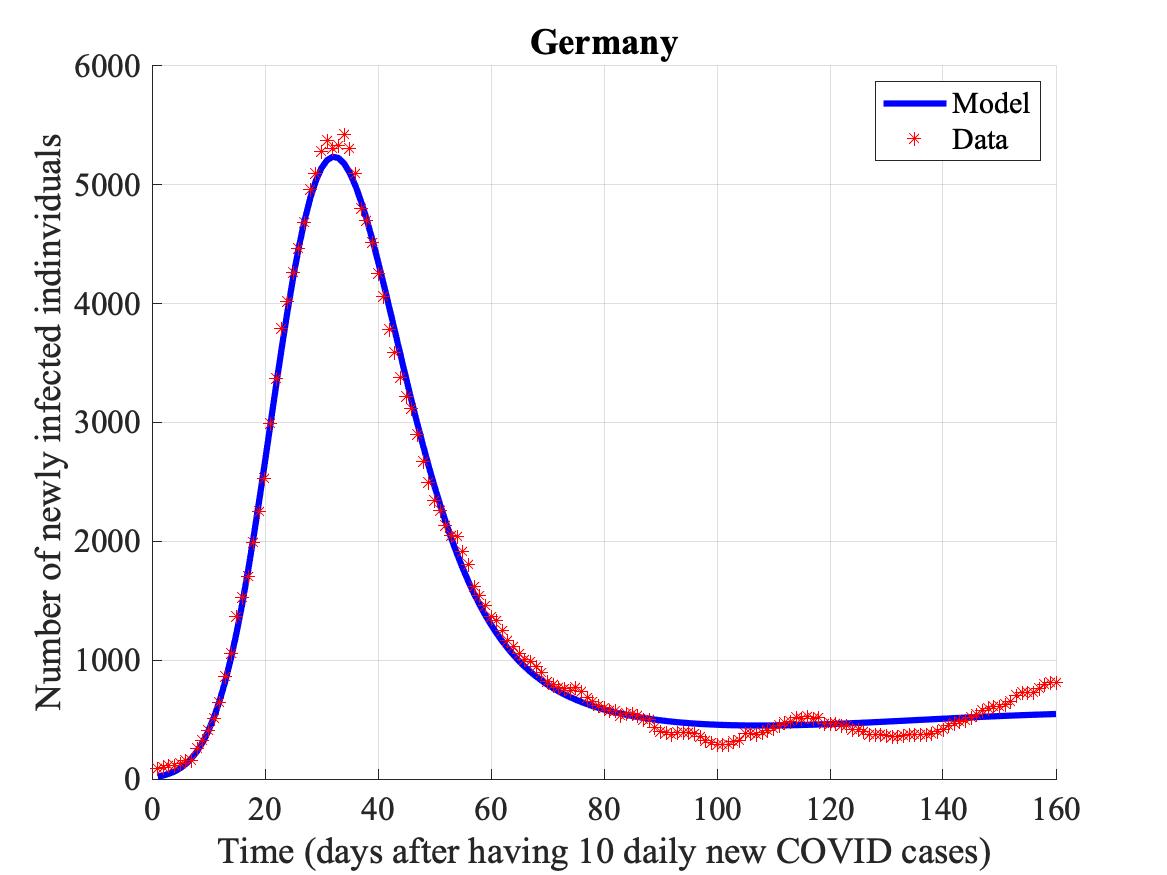 Germany
6000
5000
4000
3000
2000
1000
0
Number of newly infected indinviduals
Model
Data
0 20 40 60 80 100 120 140 160
Time (days after having 10 daily new COVID cases)